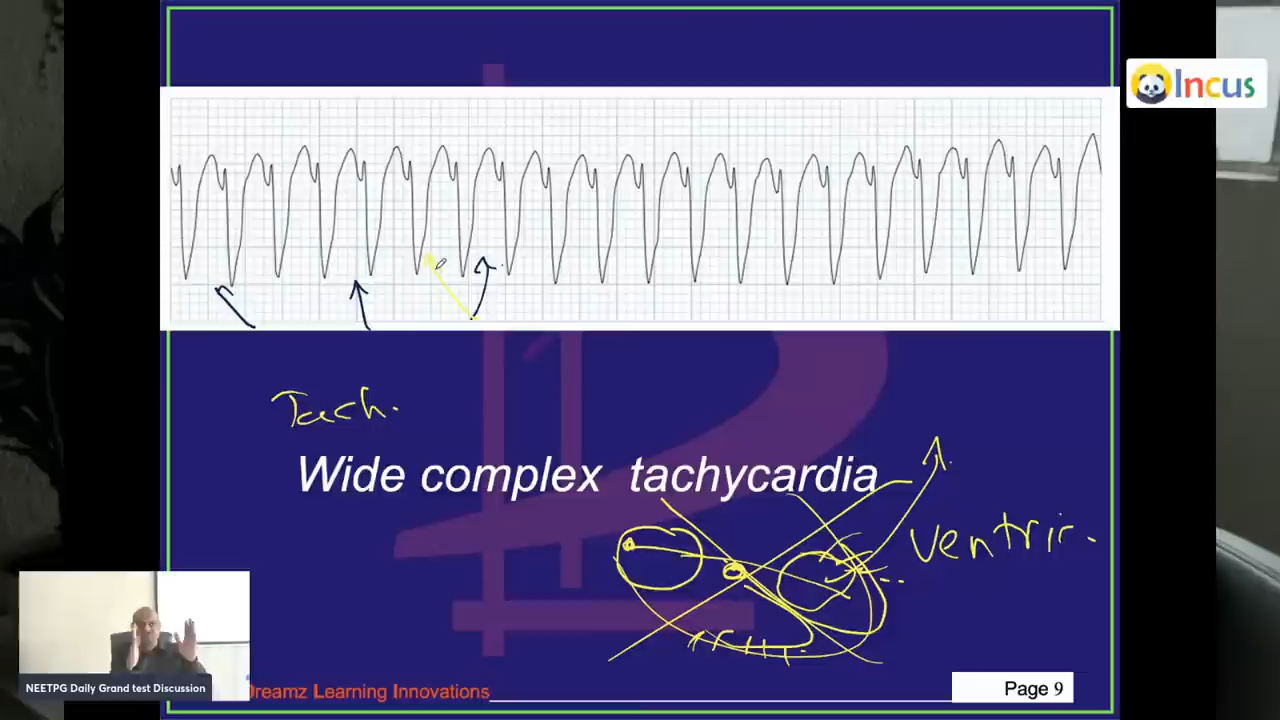 Incus
Tach.
Wide complex tachycardia
Ventric.
NEETPG Daily Grand test Discussion
Dreamz Learning Innovations
Page 9